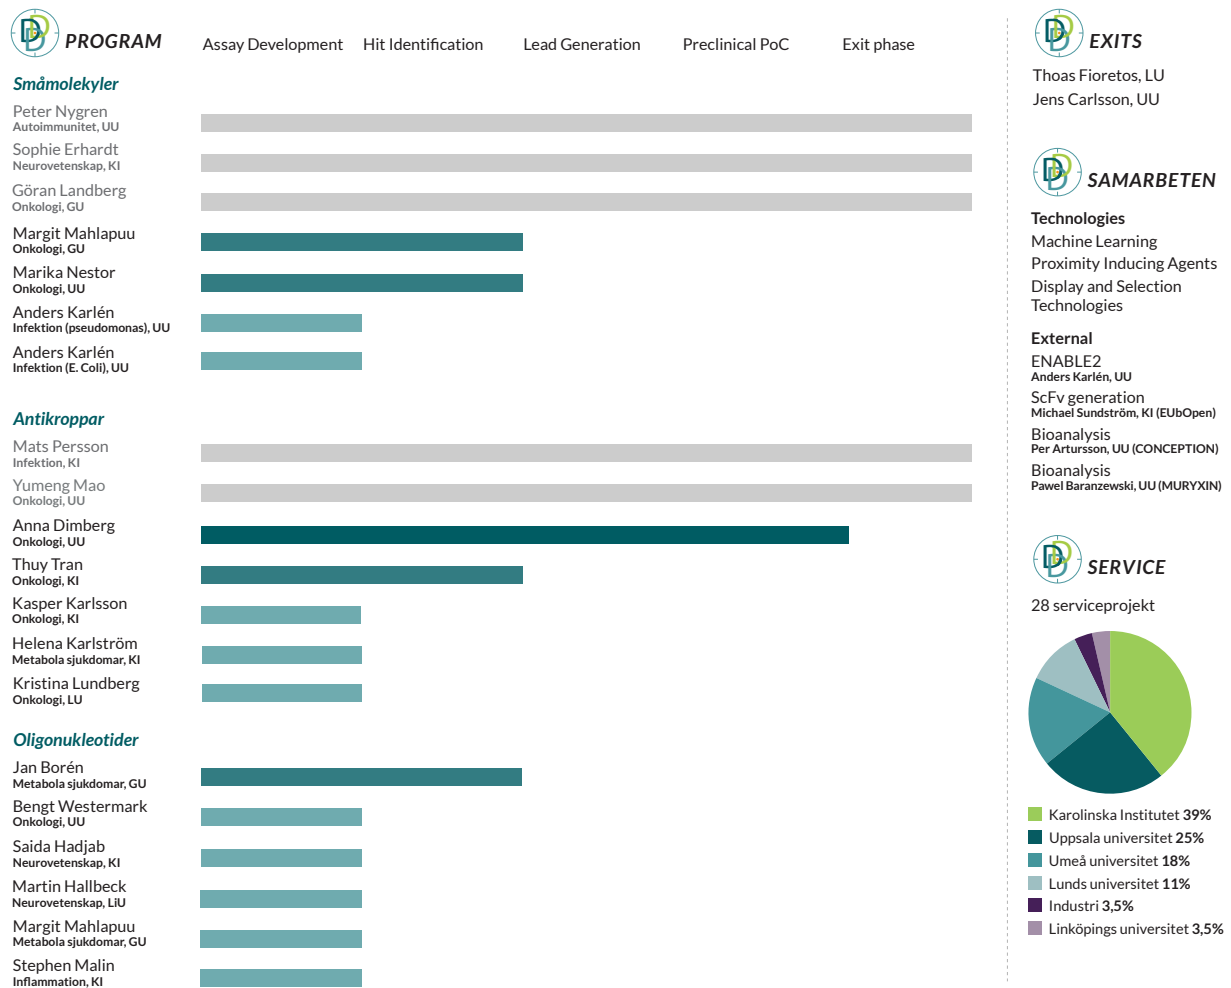 PROGRAM
Assay Development
Hit Identification
Lead Generation
Preclinical PoC
Exit phase
Småmolekyler
Peter Nygren
Autoimmunitet, UU
Sophie Erhardt
Neurovetenskap, KI
Göran Landberg
Onkologi, GU
Margit Mahlapuu
Onkologi, GU
Marika Nestor
Onkologi, UU
Anders Karlén
Infektion (pseudomonas), UU
Anders Karlén
Infektion (E. Coli), UU
Antikroppar
Mats Persson
Infektion, KI
Yumeng Mao
Onkologi, UU
Anna Dimberg
Onkologi, UU
Thuy Tran
Onkologi, KI
Kasper Karlsson
Onkologi, KI
Helena Karlström
Metabola sjukdomar, KI
Kristina Lundberg
Onkologi, LU
Oligonukleotider
Jan Borén
Metabola sjukdomar, GU
Bengt Westermark
Onkologi, UU
Saida Hadjab
Neurovetenskap, KI
Martin Hallbeck
Neurovetenskap, LiU
Margit Mahlapuu
Metabola sjukdomar, GU
Stephen Malin
Inflammation, KI
EXITS
Thoas Fioretos, LU
Jens Carlsson, UU
SAMARBETEN
Technologies
Machine Learning
Proximity Inducing Agents
Display and Selection
Technologies
External
ENABLE2
Anders Karlén, UU
ScFv generation
Michael Sundström, KI (EUbOpen)
Bioanalysis
Per Artursson, UU (CONCEPTION)
Bioanalysis
Pawel Baranzewski, UU (MURYXIN)
SERVICE
28 serviceprojekt
Karolinska Institutet 39%
Uppsala universitet 25%
Umeå universitet 18%
Lunds universitet 11%
Industri 3,5%
Linköpings universitet 3,5%